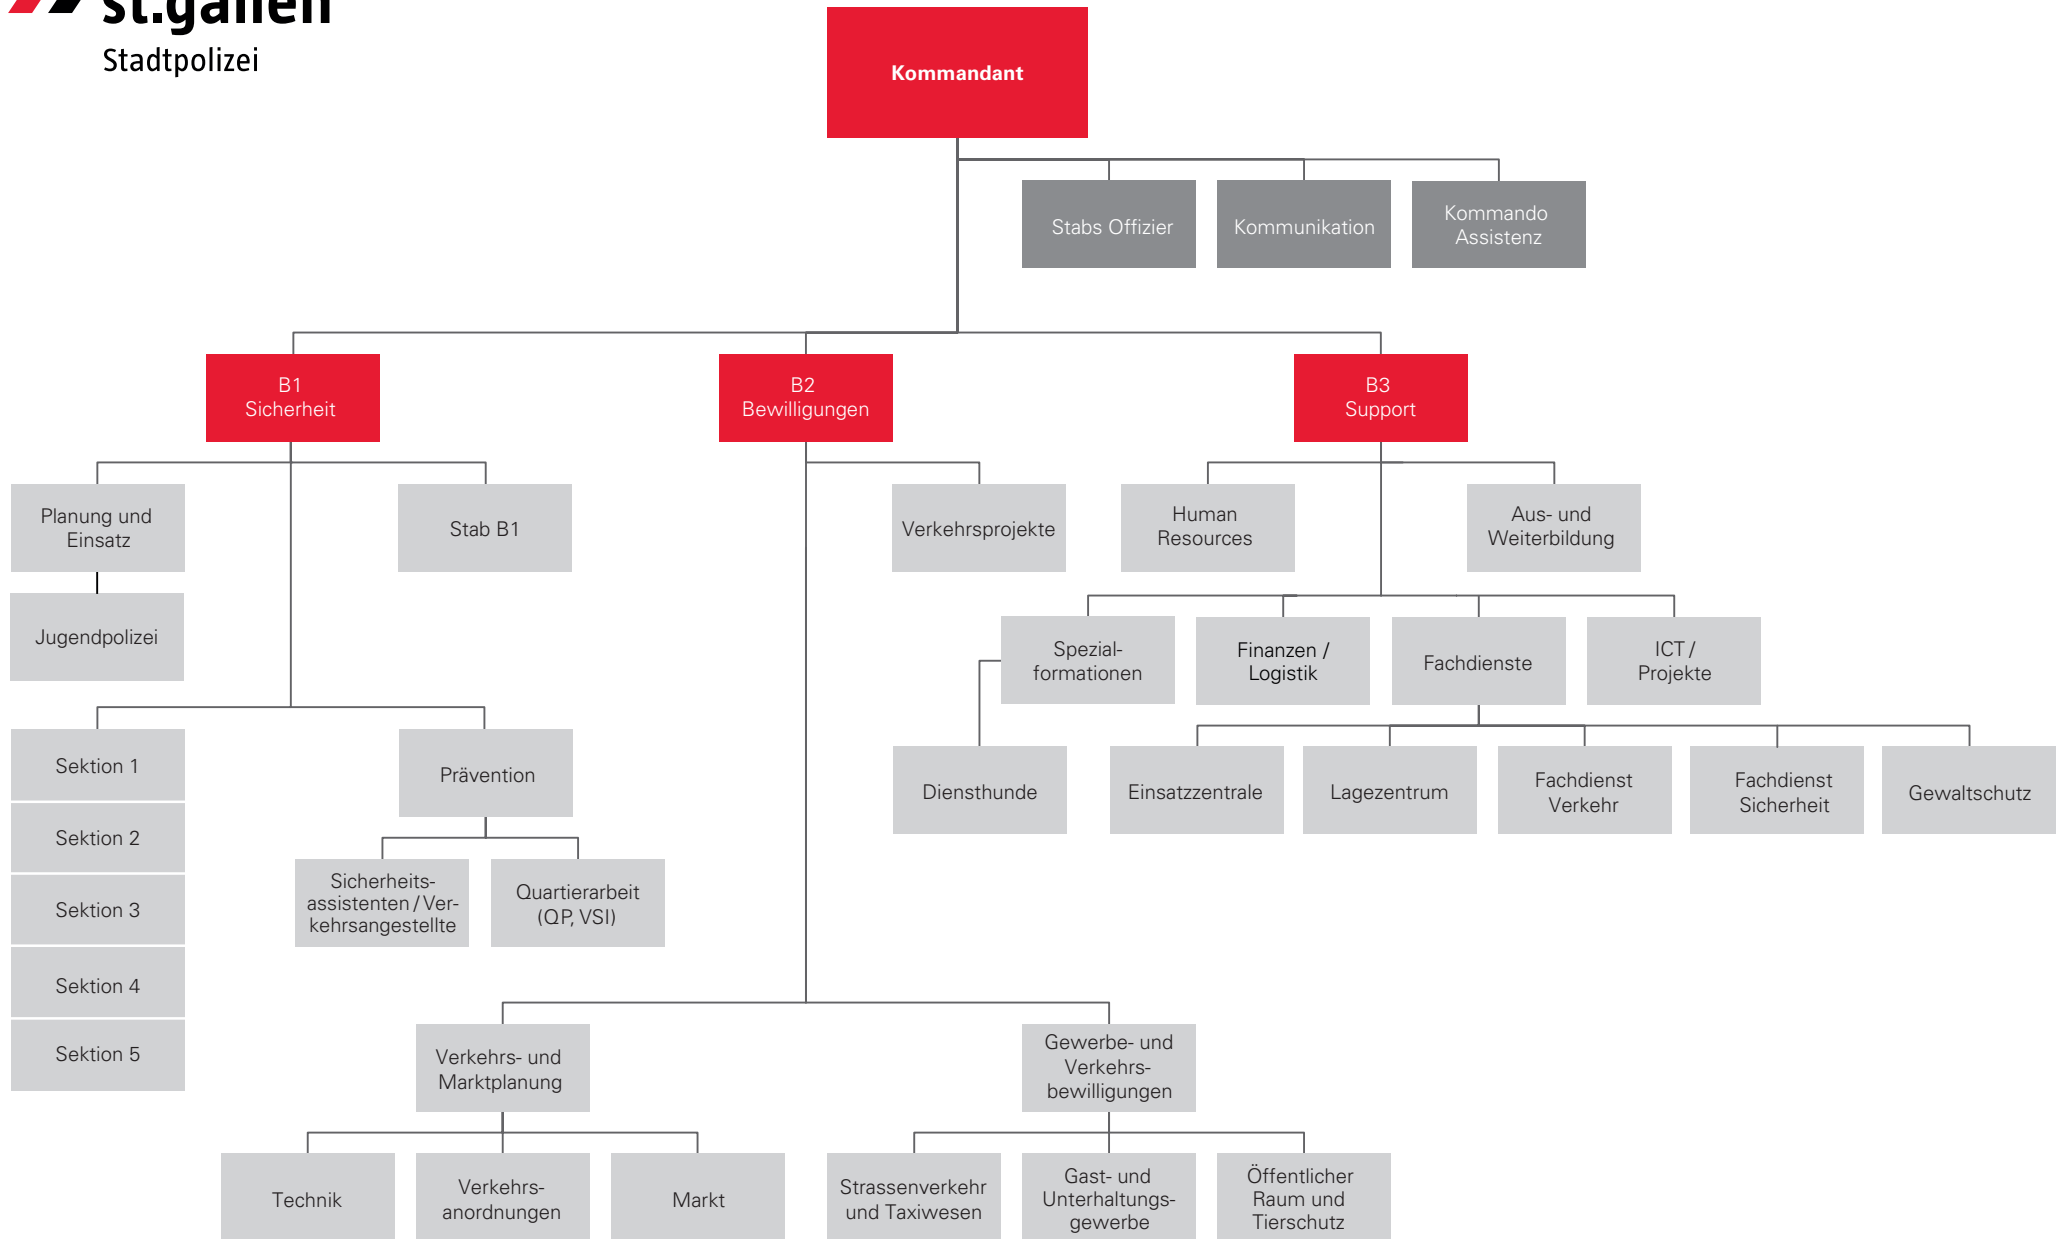 st.gallen
Stadtpolizei
Kommandant
Stabs Offizier
Kommunikation
Kommando
Assistenz
B1
Sicherheit
B2
Bewilligungen
B3
Support
Planung und
Einsatz
Stab B1
Verkehrsprojekte
Human
Resources
Aus- und
Weiterbildung
Jugendpolizei
Spezial-
formationen
Finanzen /
Logistik
Fachdienste
ICT /
Projekte
Sektion 1
Sektion 2
Sektion 3
Sektion 4
Sektion 5
Prävention
Sicherheits-
assistenten / Ver-
kehrsangestellte
Quartierarbeit
(QP, VSI)
Diensthunde
Einsatzzentrale
Lagezentrum
Fachdienst
Verkehr
Fachdienst
Sicherheit
Gewaltschutz
Verkehrs- und
Marktplanung
Gewerbe- und
Verkehrs-
bewilligungen
Technik
Verkehrs-
anordnungen
Markt
Strassenverkehr
und Taxiwesen
Gast- und
Unterhaltungs-
gewerbe
Öffentlicher
Raum und
Tierschutz